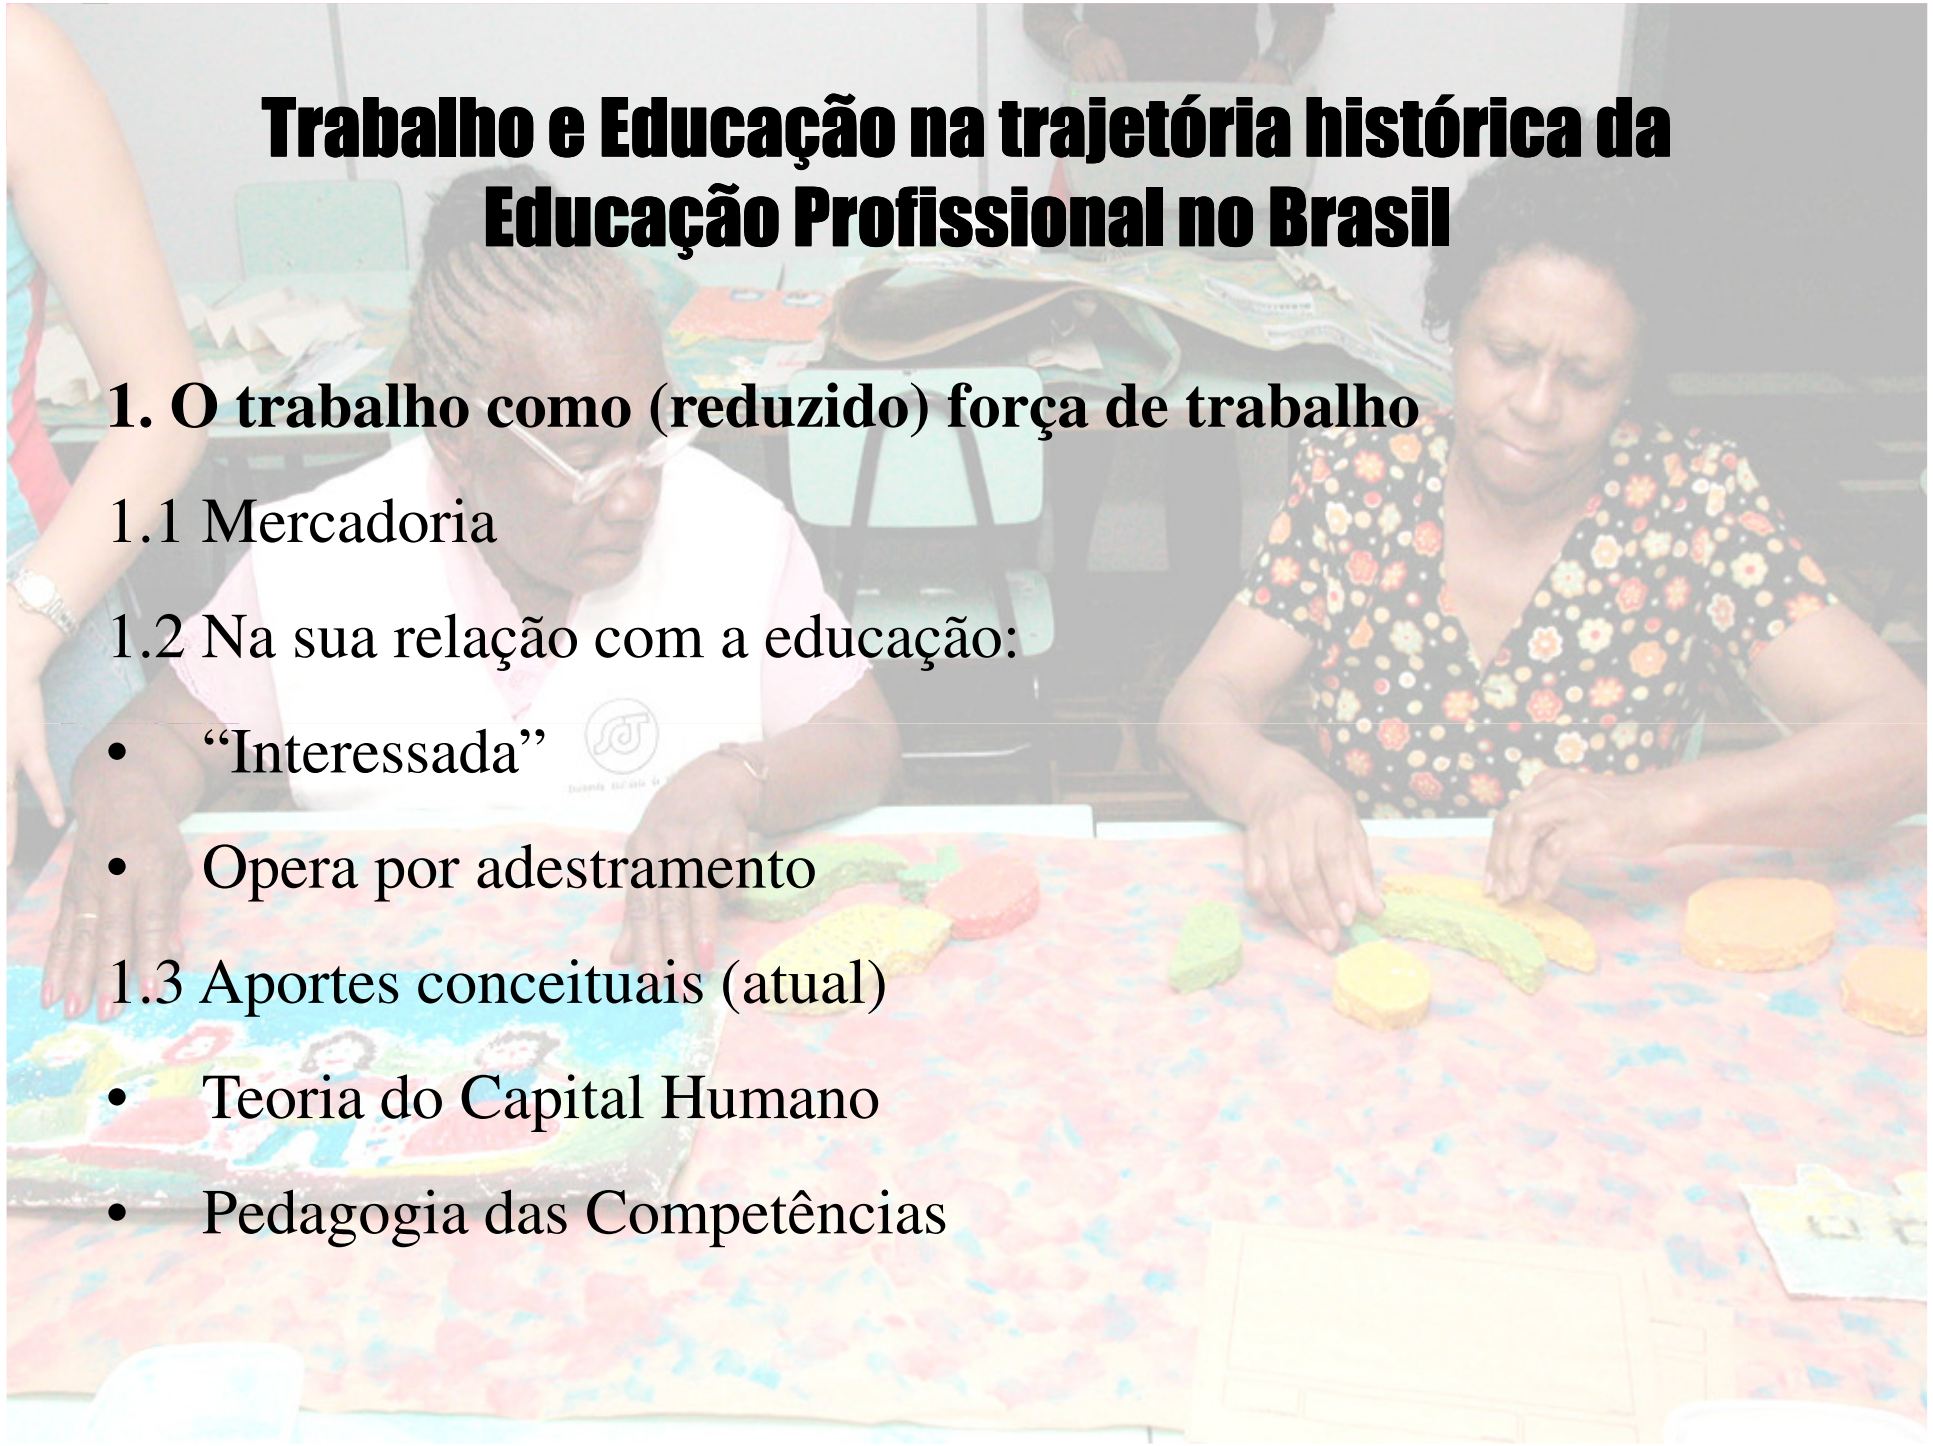 Trabalho e Educação na trajetória histórica da
Educação Profissional no Brasil
1. O trabalho como (reduzido) força de trabalho
1.1 Mercadoria
1.2 Na sua relação com a educação:
• “Interessada”
• Opera por adestramento
1.3 Aportes conceituais (atual)
• Teoria do Capital Humano
• Pedagogia das Competências